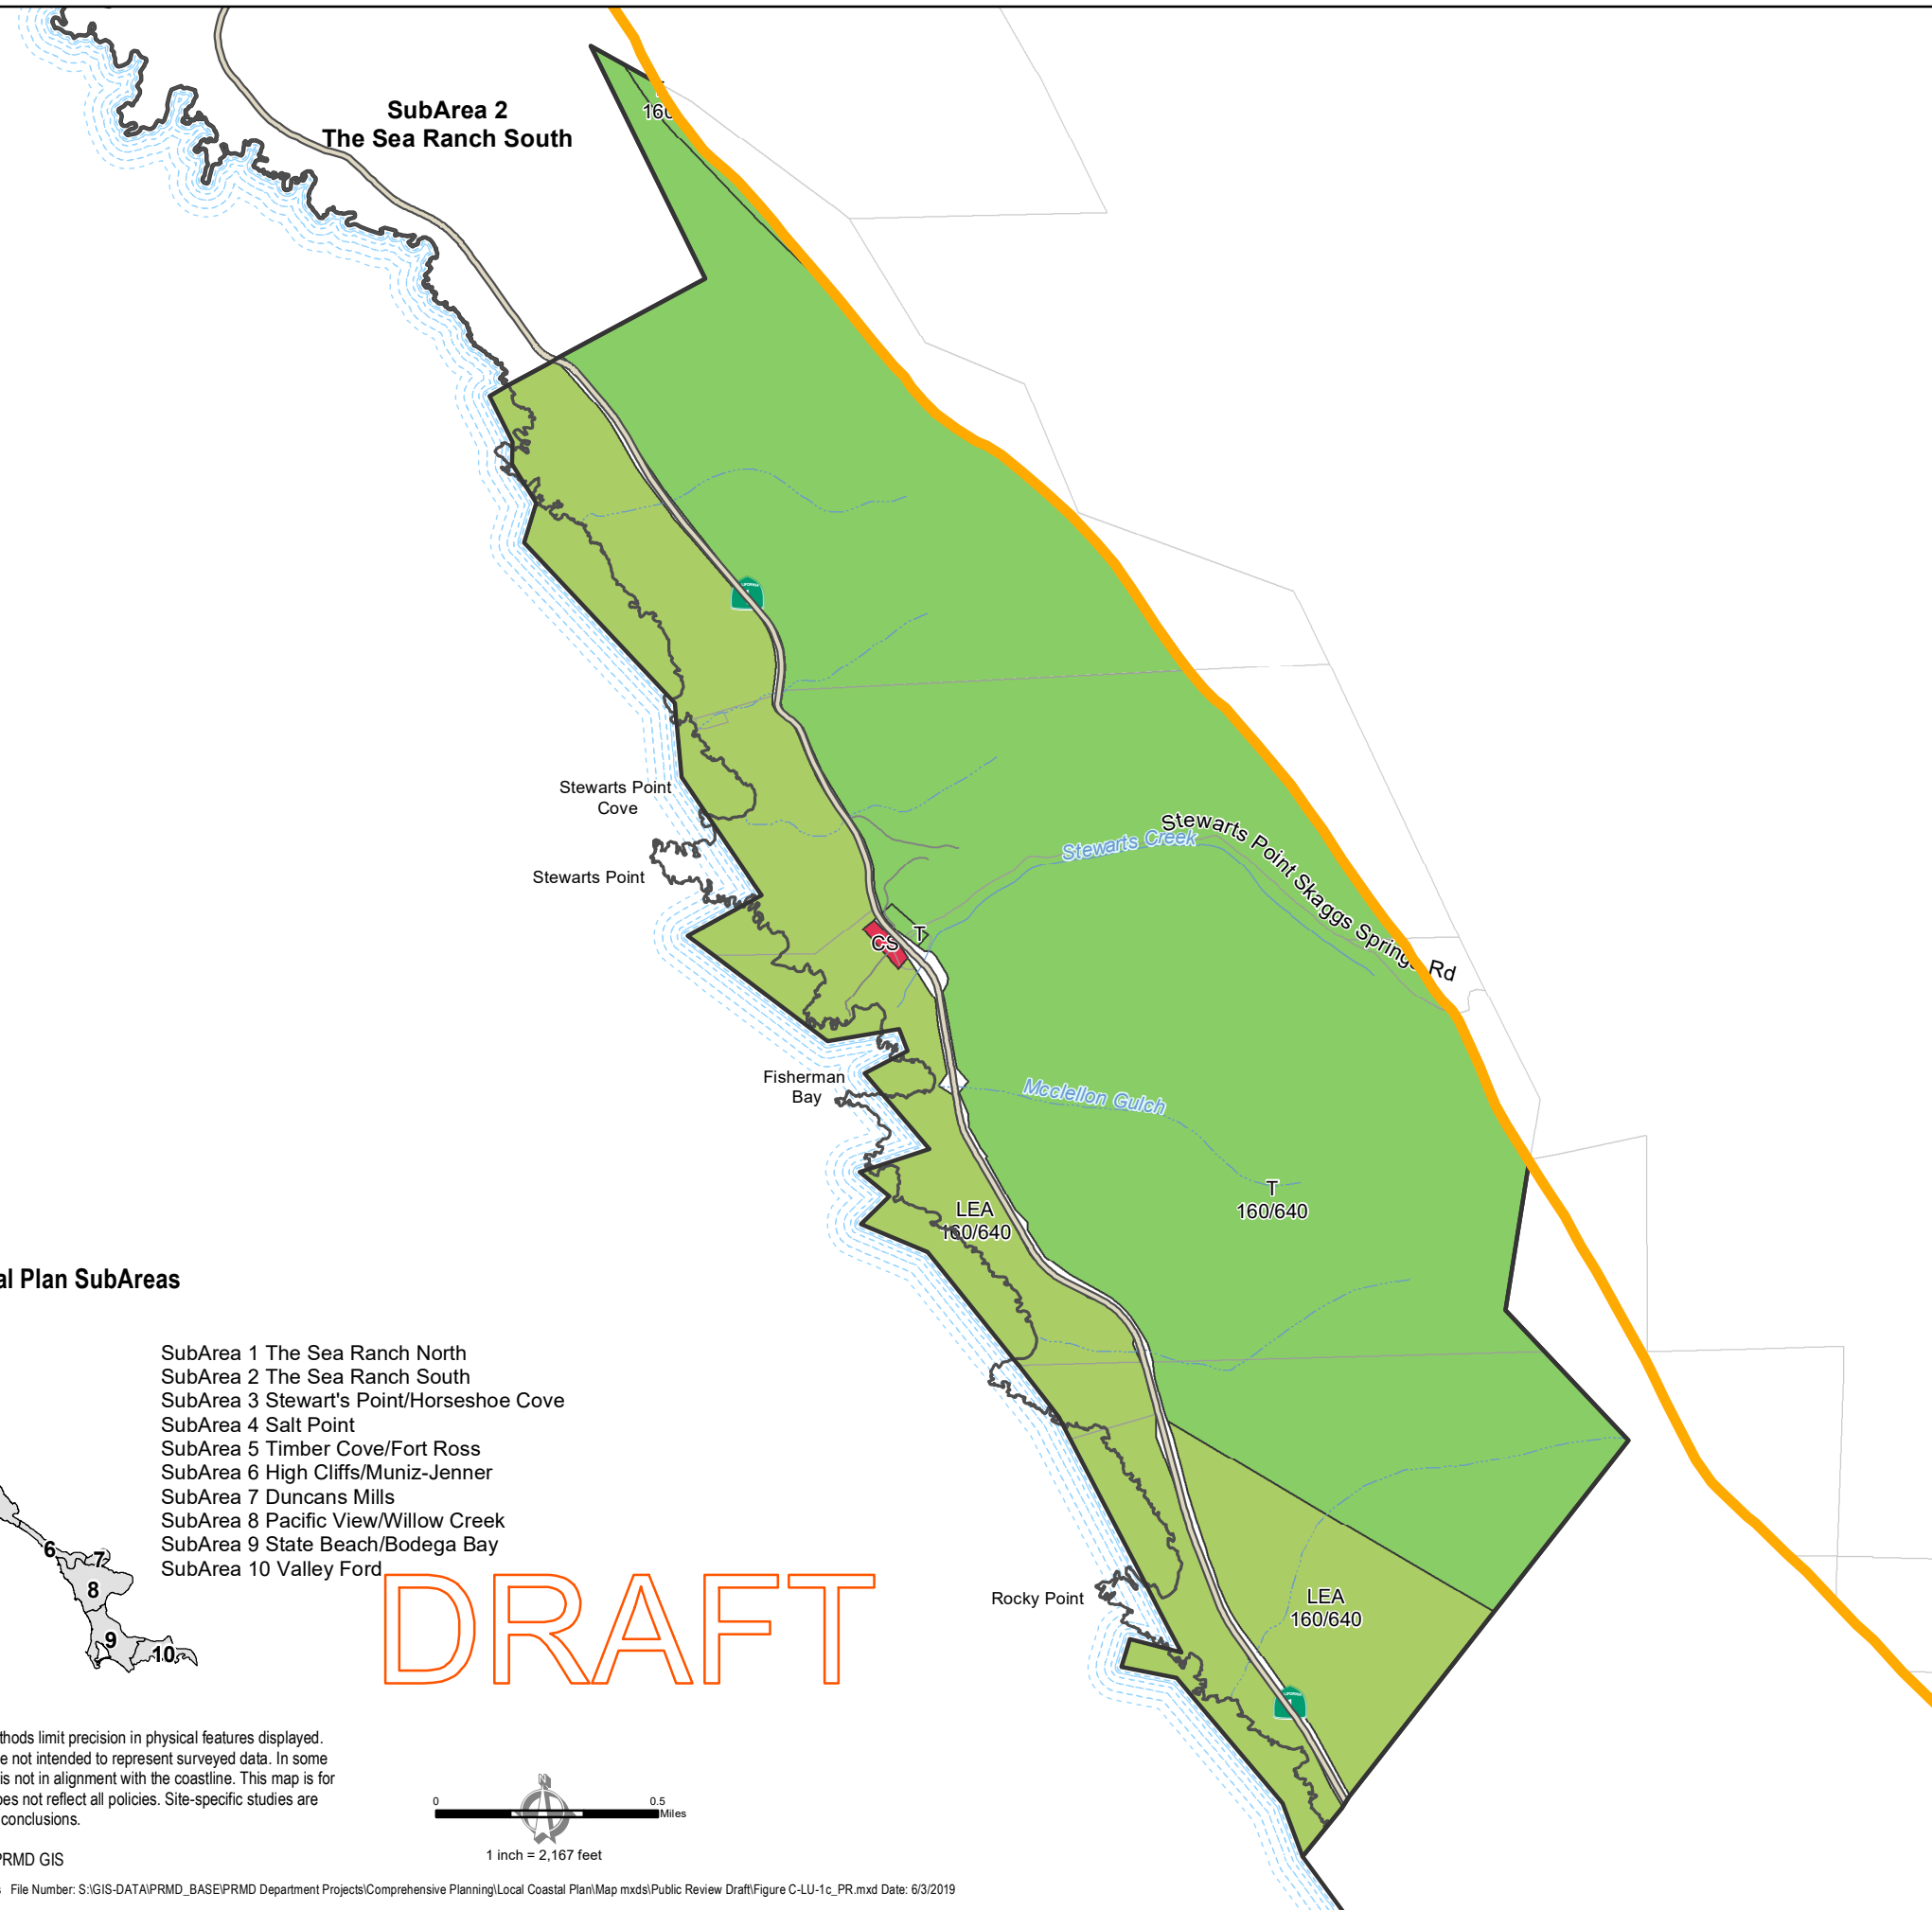 SubArea 2
The Sea Ranch South
T
160
Stewarts Point
Cove
Stewarts Point
Stewarts Creek
Stewarts Point Skaggs Springs Rd
CS
T
Fisherman
Bay
Mcclellon Gulch
T
160/640
LEA
160/640
al Plan SubAreas
SubArea 1 The Sea Ranch North
SubArea 2 The Sea Ranch South
SubArea 3 Stewart's Point/Horseshoe Cove
SubArea 4 Salt Point
SubArea 5 Timber Cove/Fort Ross
SubArea 6 High Cliffs/Muniz-Jenner
SubArea 7 Duncans Mills
SubArea 8 Pacific View/Willow Creek
SubArea 9 State Beach/Bodega Bay
SubArea 10 Valley Ford
6
7
8
9
10
DRAFT
Rocky Point
LEA
160/640
1
thods limit precision in physical features displayed.
e not intended to represent surveyed data. In some
is not in alignment with the coastline. This map is for
oes not reflect all policies. Site-specific studies are
conclusions.
N
0 0.5
Miles
1 inch = 2,167 feet
PRMD GIS
s File Number: S:\GIS-DATA\PRMD_BASE\PRMD Department Projects\Comprehensive Planning\Local Coastal Plan\Map mxds\Public Review Draft\Figure C-LU-1c_PR.mxd Date: 6/3/2019